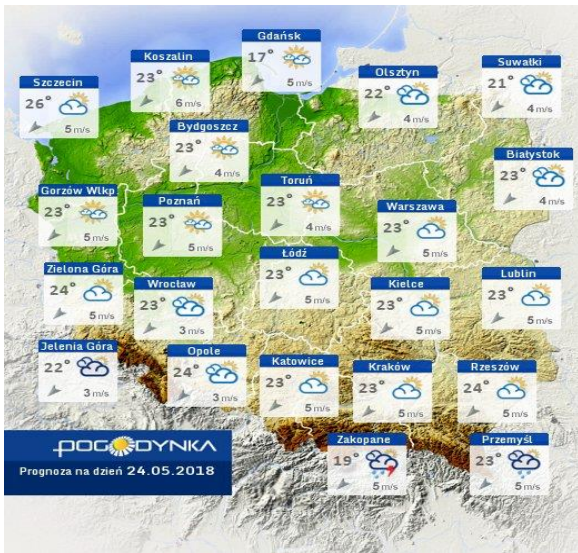 Gdańsk
17°
5 m/s
Koszalin
23°
6 m/s
Suwałki
21°
4 m/s
Olsztyn
22°
4 m/s
Szczecin
26°
5 m/s
Bydgoszcz
23°
4 m/s
Białystok
23°
4 m/s
Gorzów Wlkp
23°
5 m/s
Poznań
23°
5 m/s
Toruń
23°
4 m/s
Warszawa
23°
5 m/s
Łódź
23°
5 m/s
Zielona Góra
24°
5 m/s
Wrocław
23°
3 m/s
Kielce
23°
5 m/s
Lublin
23°
5 m/s
Jelenia Góra
22°
3 m/s
Opole
24°
3 m/s
Katowice
23°
5 m/s
Kraków
23°
5 m/s
Rzeszów
24°
5 m/s
Zakopane
19°
5 m/s
Przemyśl
23°
5 m/s
POGODYNKA
Prognoza na dzień 24.05.2018